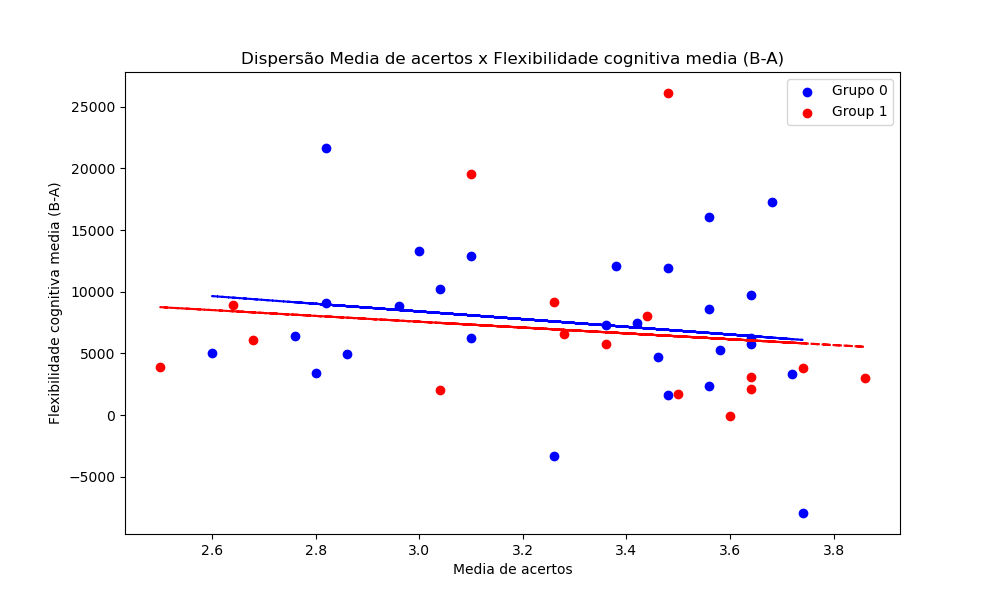 Dispersão Media de acertos x Flexibilidade cognitiva media (B-A)
Grupo 0
Group 1
Flexibilidade cognitiva media (B-A)
25000
20000
15000
10000
5000
0
−5000
2.6 2.8 3.0 3.2 3.4 3.6 3.8
Media de acertos